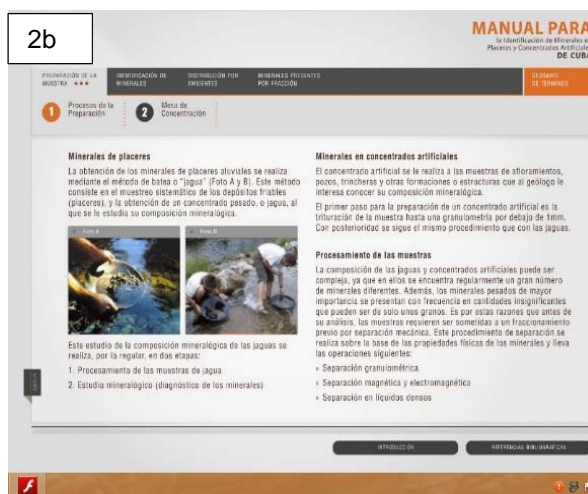 2b
MANUAL PARA
la Identificación de Minerales e
Placeres y Concentrados Artificiale
DE CUBA
PREPARACIÓN DE LA
MUESTRA
IDENTIFICACIÓN DE
MINERALES
DISTRIBUCIÓN POR
AMBIENTES
MINERALES PRESENTES
POR FRACCIÓN
GLOSARIO
DE TÉRMINOS
1 Procesos de la
Preparación
2 Mesa de
Concentración
Minerales de placeres
La obtención de los minerales de placeres aluviales se realiza
mediante el método de batea o "jagua" (Foto A y B). Este método
consiste en el muestreo sistemático de los depósitos friables
(placeres), y la obtención de un concentrado pesado, o jagua, al
que se le estudia su composición mineralógica.
Foto A
Foto B
Este estudio de la composición mineralógica de las jaguas se
realiza, por lo regular, en dos etapas:
1. Procesamiento de las muestras de jagua
2. Estudio mineralógico (diagnóstico de los minerales)
Minerales en concentrados artificiales
El concentrado artificial se le realiza a las muestras de afloramientos,
pozos, trincheras y otras formaciones o estructuras que al geólogo le
interesa conocer su composición mineralógica.
El primer paso para la preparación de un concentrado artificial es la
trituración de la muestra hasta una granulometría por debajo de 1mm.
Con posterioridad se sigue el mismo procedimiento que con las jaguas.
Procesamiento de las muestras
La composición de las jaguas y concentrados artificiales puede ser
compleja, ya que en ellos se encuentra regularmente un gran número
de minerales diferentes. Además, los minerales pesados de mayor
importancia se presentan con frecuencia en cantidades insignificantes
que pueden ser de solo unos granos. Es por estas razones que antes de
su análisis, las muestras requieren ser sometidas a un fraccionamiento
previo por separación mecánica. Este procedimiento de separación se
realiza sobre la base de las propiedades físicas de los minerales y lleva
las operaciones siguientes:
» Separación granulométrica.
» Separación magnética y electromagnética
» Separación en líquidos densos
INTRODUCCIÓN
REFERENCIAS BIBLIOGRÁFICAS